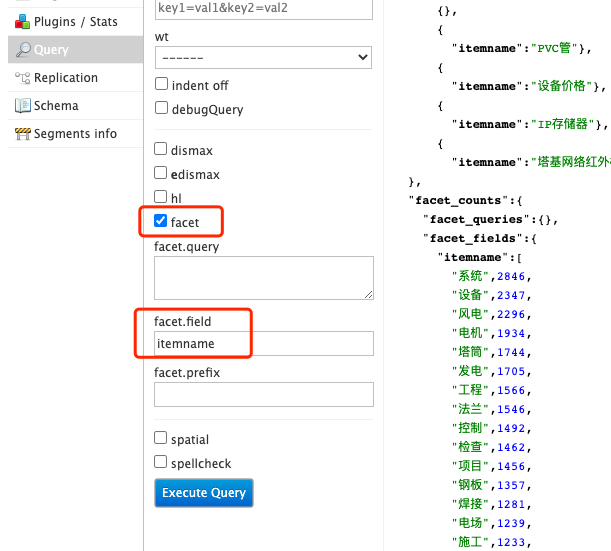 Plugins / Stats
Query
Replication
Schema
Segments info
key1=val1&key2=val2
wt
------
indent off
debugQuery
dismax
edismax
hl
facet
facet.query
facet.field
itemname
facet.prefix
spatial
spellcheck
Execute Query
{},
{
"itemname":"PVC管"},
{
"itemname":"设备价格"},
{
"itemname":"IP存储器"},
{
"itemname":"塔基网络红外
},
"facet_counts":{
"facet_queries":{},
"facet_fields":{
"itemname":[
"系统",2846,
"设备",2347,
"风电",2296,
"电机",1934,
"塔筒",1744,
"发电",1705,
"工程",1566,
"法兰",1546,
"控制",1492,
"检查",1462,
"项目",1456,
"钢板",1357,
"焊接",1281,
"电场",1239,
"施工",1233,